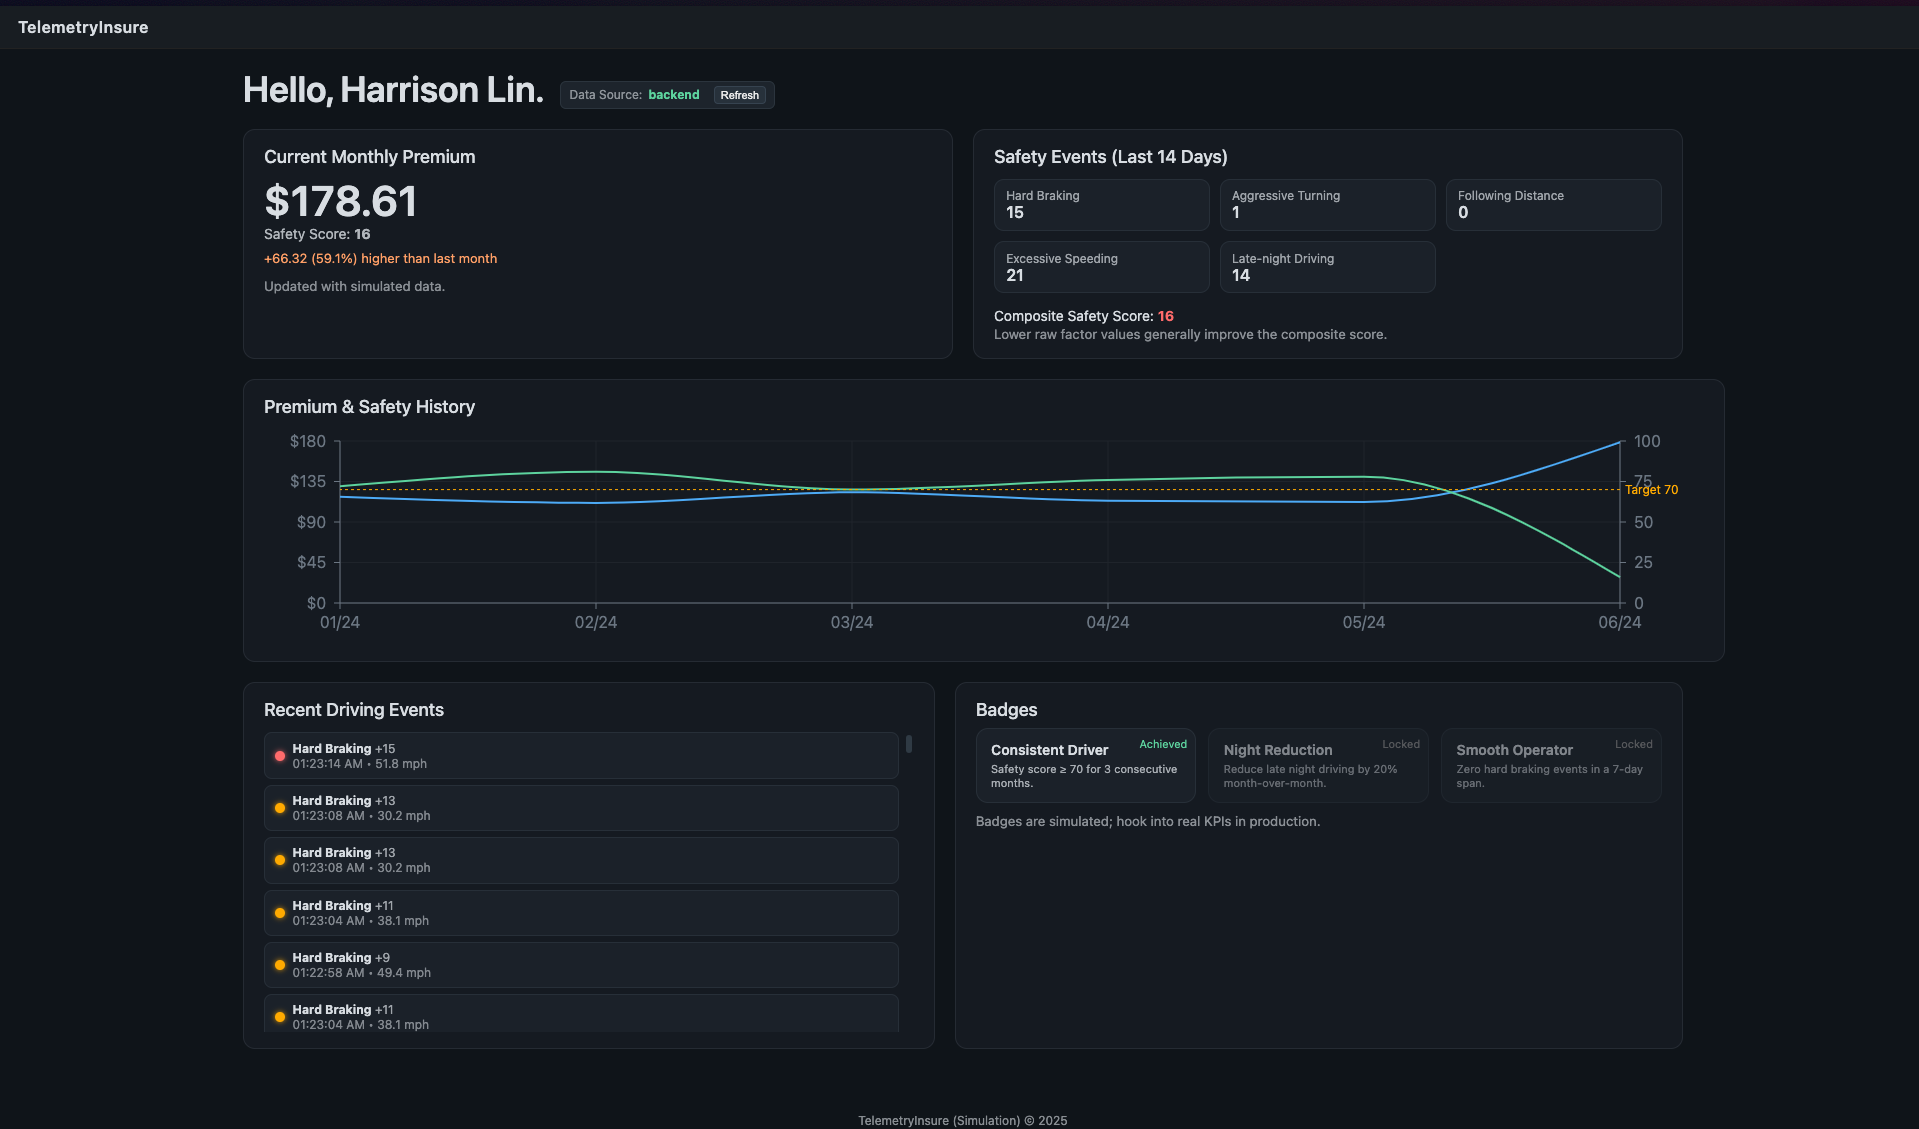 TelemetryInsure
Hello, Harrison Lin.
Data Source: backend Refresh
Current Monthly Premium
$178.61
Safety Score: 16
+66.32 (59.1%) higher than last month
Updated with simulated data.
Safety Events (Last 14 Days)
Hard Braking
15
Aggressive Turning
1
Following Distance
0
Excessive Speeding
21
Late-night Driving
14
Composite Safety Score: 16
Lower raw factor values generally improve the composite score.
Premium & Safety History
$180
$135
$90
$45
$0
100
75
Target 70
50
25
0
01/24
02/24
03/24
04/24
05/24
06/24
Recent Driving Events
Hard Braking +15
01:23:14 AM • 51.8 mph
Hard Braking +13
01:23:08 AM • 30.2 mph
Hard Braking +13
01:23:08 AM • 30.2 mph
Hard Braking +11
01:23:04 AM • 38.1 mph
Hard Braking +9
01:22:58 AM • 49.4 mph
Hard Braking +11
01:23:04 AM • 38.1 mph
Badges
Consistent Driver
Achieved
Safety score ≥ 70 for 3 consecutive
months.
Night Reduction
Locked
Reduce late night driving by 20%
month-over-month.
Smooth Operator
Locked
Zero hard braking events in a 7-day
span.
Badges are simulated; hook into real KPIs in production.
TelemetryInsure (Simulation) © 2025